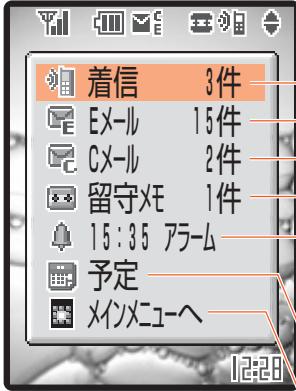 着信 3件
Eメール 15件
Cメール 2件
留守メモ 1件
15:35 アラーム
予定
メインメニューへ
12:28